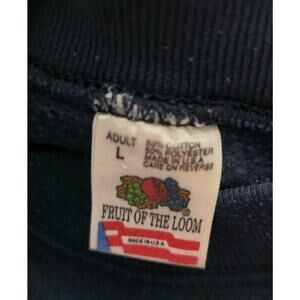 ADULT
L
50% COTTON
50% POLYESTER
MADE IN U.S.A.
CARE ON REVERSE
FRUIT OF THE LOOM
®
MADE IN U.S.A.